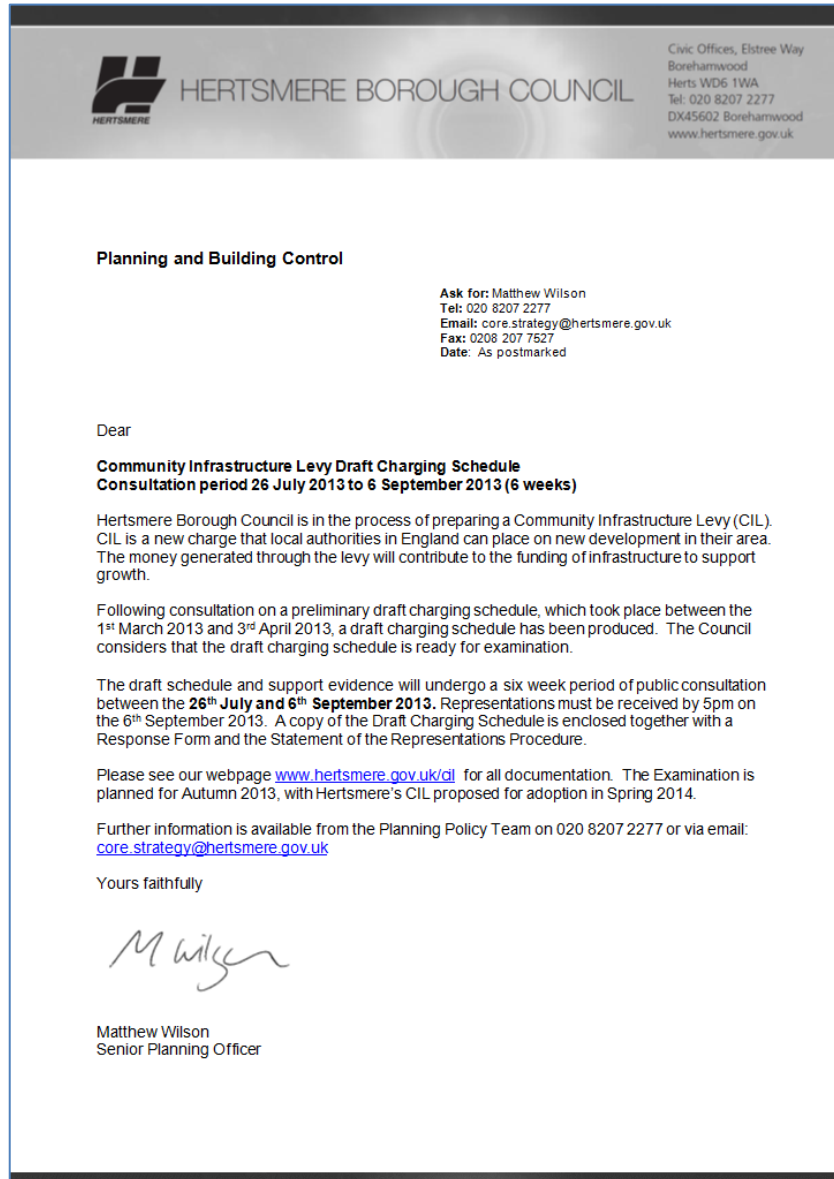 HERTSMERE
HERTSMERE BOROUGH COUNCIL
Civic Offices, Elstree Way
Borehamwood
Herts WD6 1WA
Tel: 020 8207 2277
DX45602 Borehamwood
www.hertsmere.gov.uk
Planning and Building Control
Ask for: Matthew Wilson
Tel: 020 8207 2277
Email: core.strategy@hertsmere.gov.uk
Fax: 0208 207 7527
Date: As postmarked
Dear
Community Infrastructure Levy Draft Charging Schedule
Consultation period 26 July 2013 to 6 September 2013 (6 weeks)
Hertsmere Borough Council is in the process of preparing a Community Infrastructure Levy (CIL).
CIL is a new charge that local authorities in England can place on new development in their area.
The money generated through the levy will contribute to the funding of infrastructure to support
growth.
Following consultation on a preliminary draft charging schedule, which took place between the
1st March 2013 and 3rd April 2013, a draft charging schedule has been produced. The Council
considers that the draft charging schedule is ready for examination.
The draft schedule and support evidence will undergo a six week period of public consultation
between the 26th July and 6th September 2013. Representations must be received by 5pm on
the 6th September 2013. A copy of the Draft Charging Schedule is enclosed together with a
Response Form and the Statement of the Representations Procedure.
Please see our webpage www.hertsmere.gov.uk/cil for all documentation. The Examination is
planned for Autumn 2013, with Hertsmere's CIL proposed for adoption in Spring 2014.
Further information is available from the Planning Policy Team on 020 8207 2277 or via email:
core.strategy@hertsmere.gov.uk
Yours faithfully
M Wilson
Matthew Wilson
Senior Planning Officer